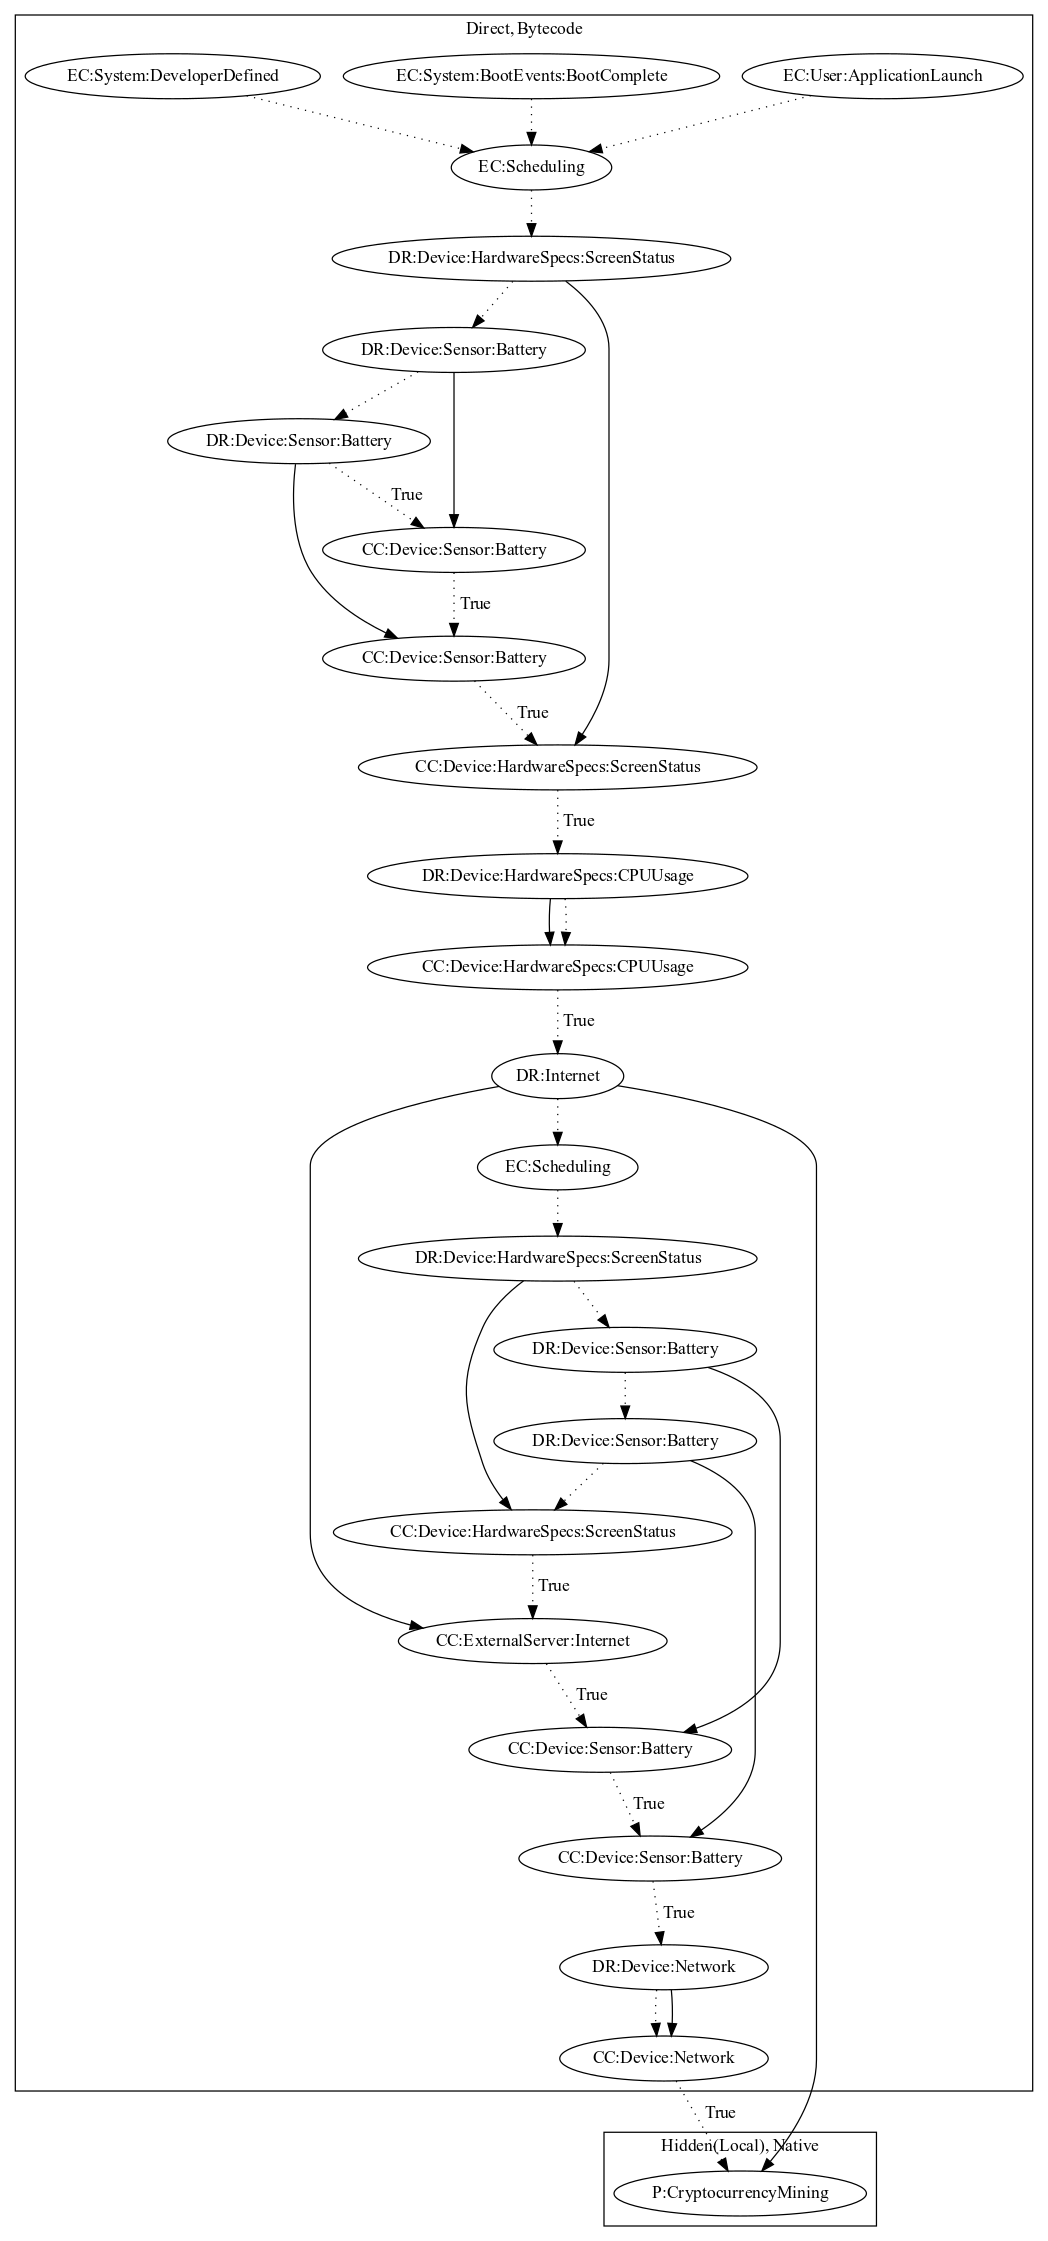 Direct, Bytecode
EC:System:DeveloperDefined
EC:System:BootEvents:BootComplete
EC:User:ApplicationLaunch
EC:Scheduling
DR:Device:HardwareSpecs:ScreenStatus
DR:Device:Sensor:Battery
DR:Device:Sensor:Battery
True
CC:Device:Sensor:Battery
True
CC:Device:Sensor:Battery
True
CC:Device:HardwareSpecs:ScreenStatus
True
DR:Device:HardwareSpecs:CPUUsage
CC:Device:HardwareSpecs:CPUUsage
True
DR:Internet
EC:Scheduling
DR:Device:HardwareSpecs:ScreenStatus
DR:Device:Sensor:Battery
DR:Device:Sensor:Battery
CC:Device:HardwareSpecs:ScreenStatus
True
CC:ExternalServer:Internet
True
CC:Device:Sensor:Battery
True
CC:Device:Sensor:Battery
True
DR:Device:Network
CC:Device:Network
True
Hidden(Local), Native
P:CryptocurrencyMining